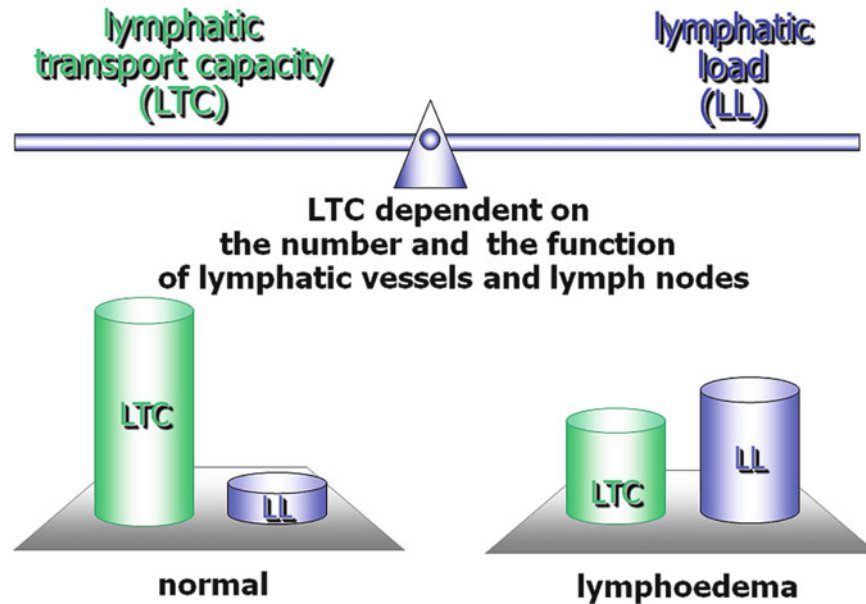 lymphatic
transport capacity
(LTC)
lymphatic
load
(LL)
LTC dependent on
the number and the function
of lymphatic vessels and lymph nodes
LTC
LL
LTC
LL
normal
lymphoedema